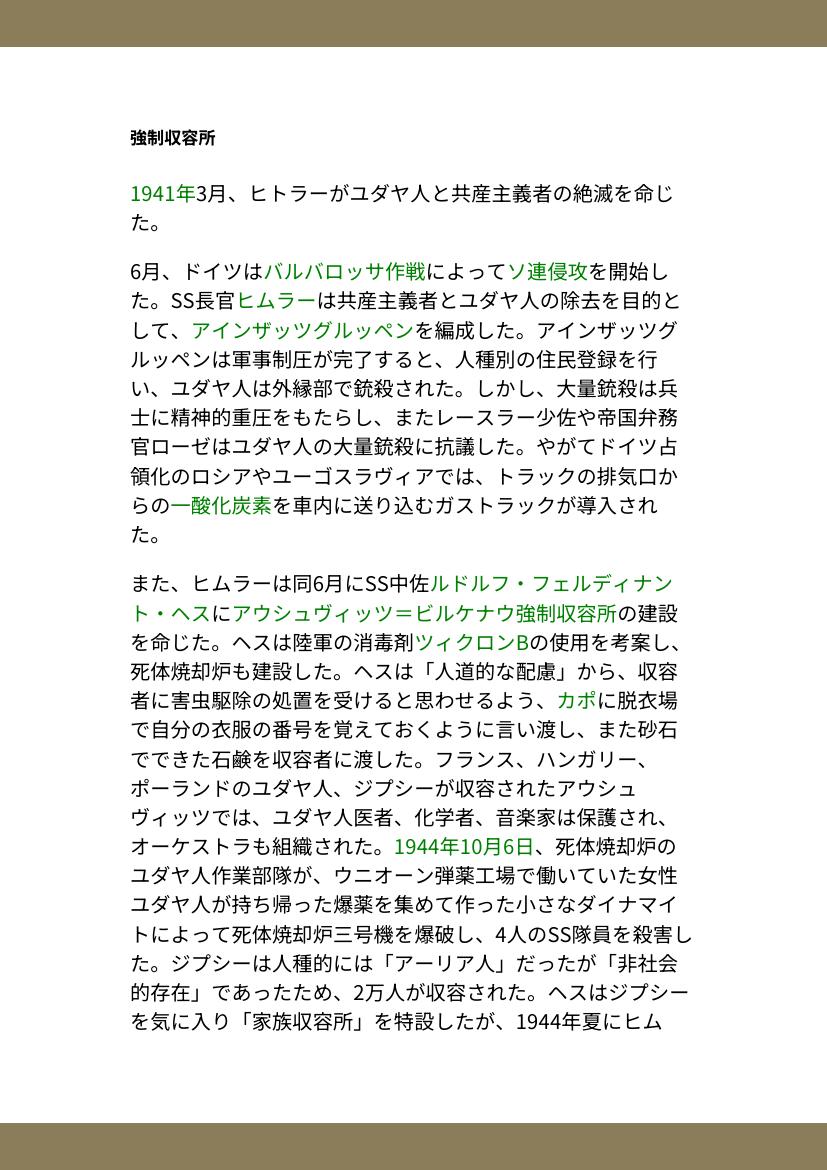 強制収容所
1941年3月、ヒトラーがユダヤ人と共産主義者の絶滅を命じ
た。
6月、ドイツはバルバロッサ作戦によってソ連侵攻を開始し
た。SS長官ヒムラーは共産主義者とユダヤ人の除去を目的と
して、アインザッツグルッペンを編成した。アインザッツグ
ルッペンは軍事制圧が完了すると、人種別の住民登録を行
い、ユダヤ人は外縁部で銃殺された。しかし、大量銃殺は兵
士に精神的重圧をもたらし、またレースラー少佐や帝国弁務
官ローゼはユダヤ人の大量銃殺に抗議した。やがてドイツ占
領化のロシアやユーゴスラヴィアでは、トラックの排気口か
らの一酸化炭素を車内に送り込むガストラックが導入され
た。
また、ヒムラーは同6月にSS中佐ルドルフ・フェルディナン
ト・ヘスにアウシュヴィッツ＝ビルケナウ強制収容所の建設
を命じた。ヘスは陸軍の消毒剤ツィクロンBの使用を考案し、
死体焼却炉も建設した。ヘスは「人道的な配慮」から、収容
者に害虫駆除の処置を受けると思わせるよう、カポに脱衣場
で自分の衣服の番号を覚えておくように言い渡し、また砂石
でできた石鹸を収容者に渡した。フランス、ハンガリー、
ポーランドのユダヤ人、ジプシーが収容されたアウシュ
ヴィッツでは、ユダヤ人医者、化学者、音楽家は保護され、
オーケストラも組織された。1944年10月6日、死体焼却炉の
ユダヤ人作業部隊が、ウニオーン弾薬工場で働いていた女性
ユダヤ人が持ち帰った爆薬を集めて作った小さなダイナマイ
トによって死体焼却炉三号機を爆破し、4人のSS隊員を殺害し
た。ジプシーは人種的には「アーリア人」だったが「非社会
的存在」であったため、2万人が収容された。ヘスはジプシー
を気に入り「家族収容所」を特設したが、1944年夏にヒム